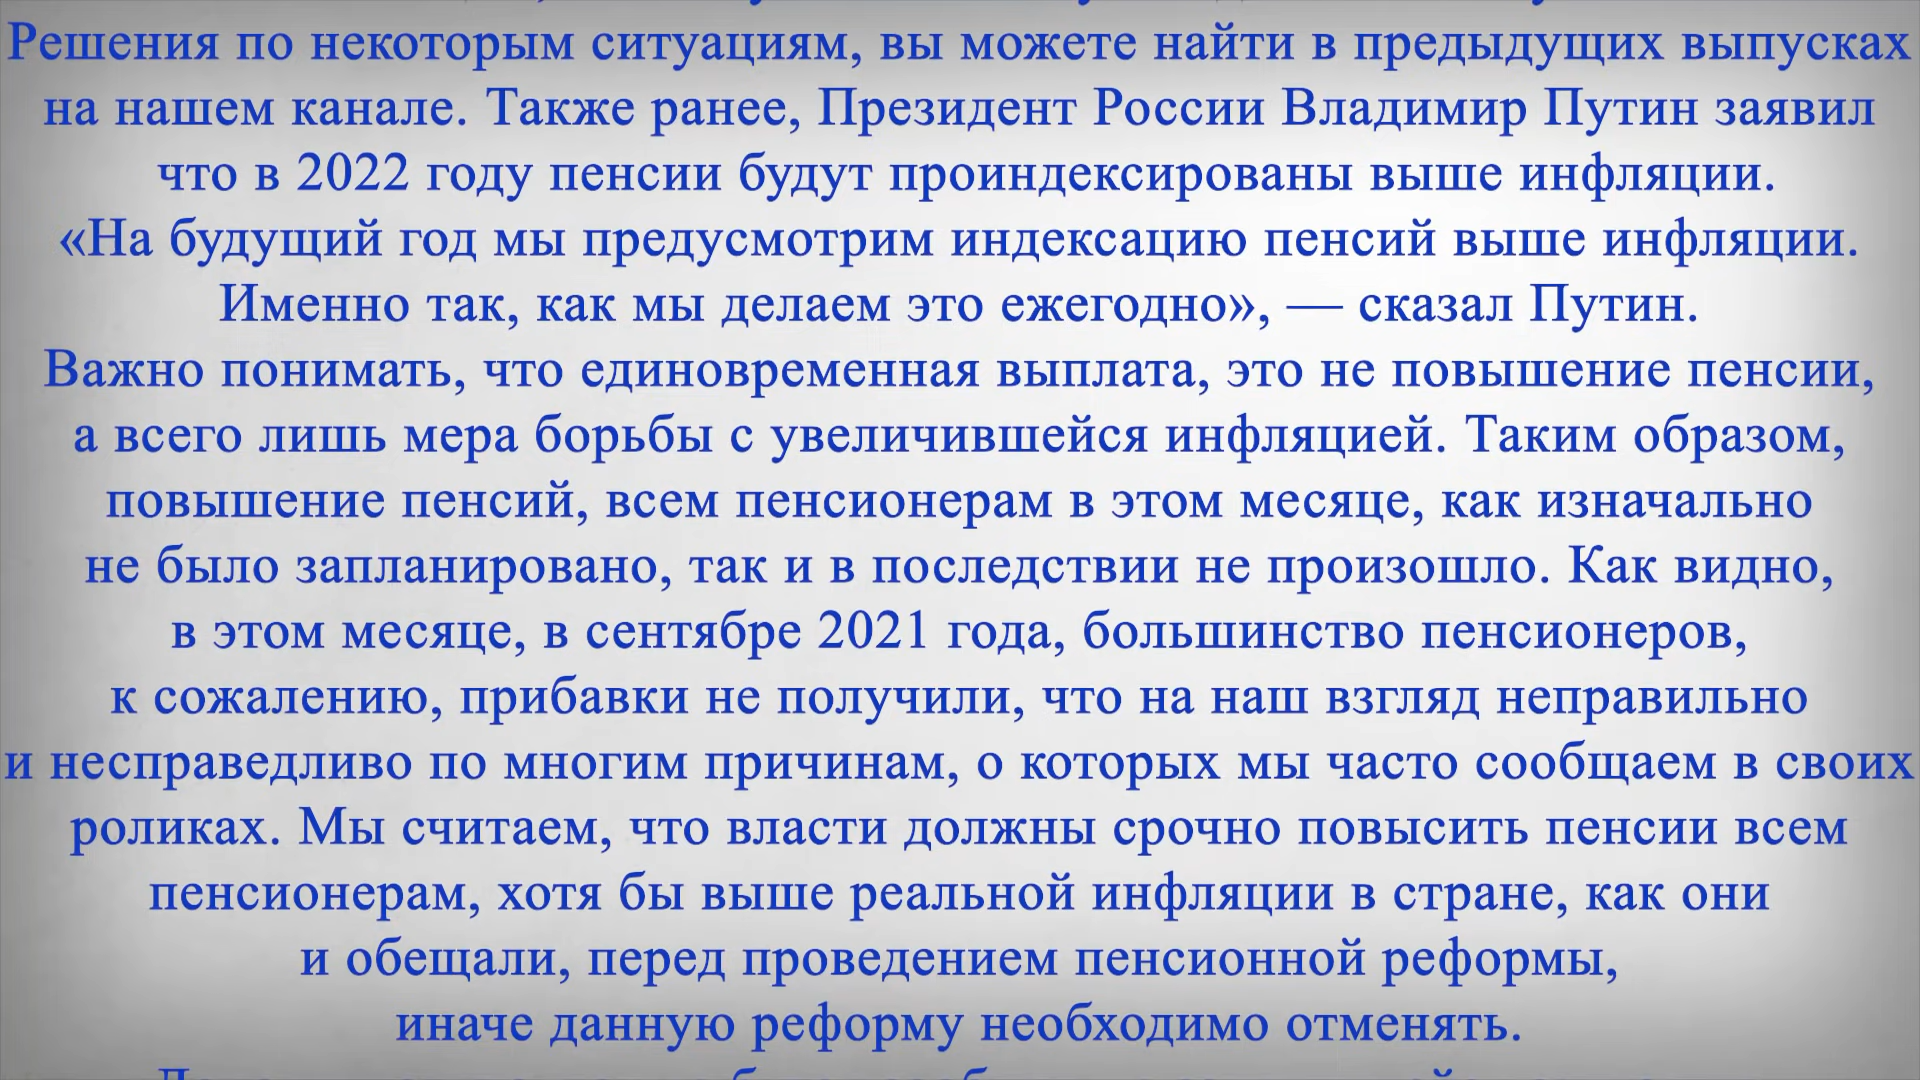 Решения по некоторым ситуациям, вы можете найти в предыдущих выпусках
на нашем канале. Также ранее, Президент России Владимир Путин заявил
что в 2022 году пенсии будут проиндексированы выше инфляции.
«На будущий год мы предусмотрим индексацию пенсий выше инфляции.
Именно так, как мы делаем это ежегодно», — сказал Путин.
Важно понимать, что единовременная выплата, это не повышение пенсии,
а всего лишь мера борьбы с увеличившейся инфляцией. Таким образом,
повышение пенсий, всем пенсионерам в этом месяце, как изначально
не было запланировано, так и в последствии не произошло. Как видно,
в этом месяце, в сентябре 2021 года, большинство пенсионеров,
к сожалению, прибавки не получили, что на наш взгляд неправильно
и несправедливо по многим причинам, о которых мы часто сообщаем в своих
роликах. Мы считаем, что власти должны срочно повысить пенсии всем
пенсионерам, хотя бы выше реальной инфляции в стране, как они
и обещали, перед проведением пенсионной реформы,
иначе данную реформу необходимо отменять.